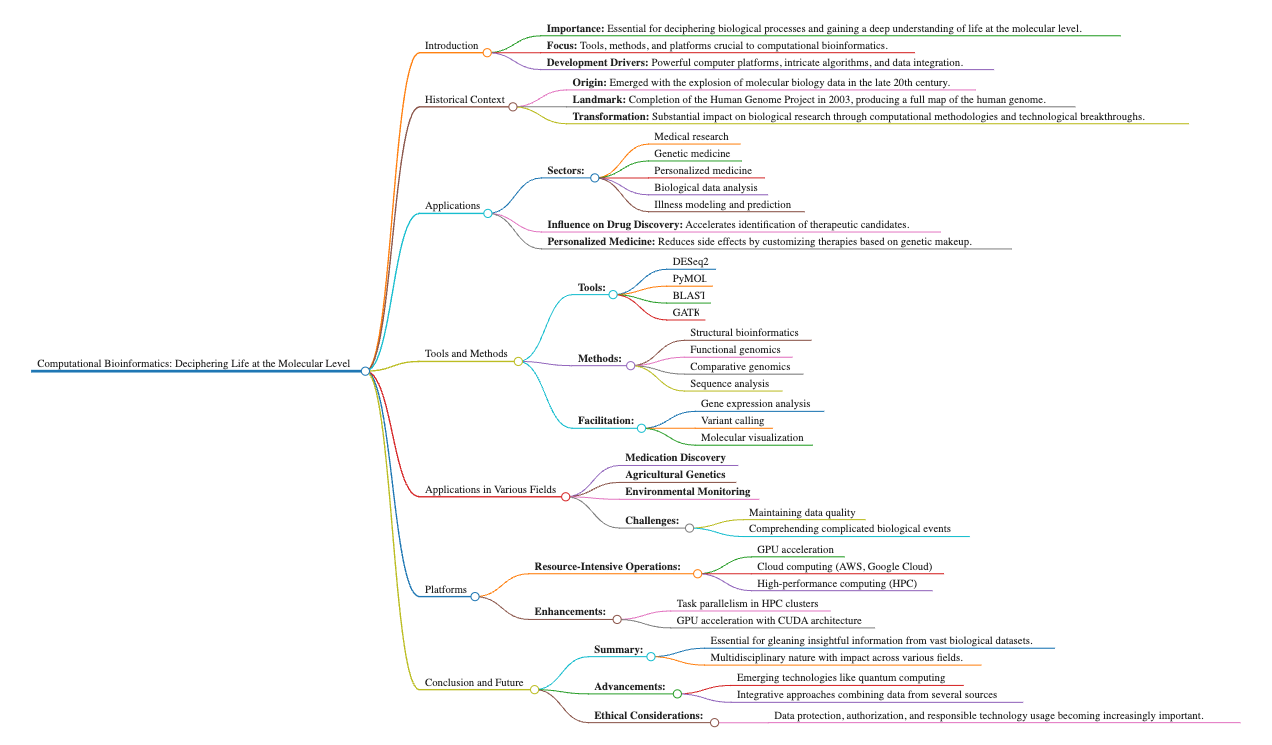 Computational Bioinformatics: Deciphering Life at the Molecular Level
Introduction
Importance: Essential for deciphering biological processes and gaining a deep understanding of life at the molecular level.
Focus: Tools, methods, and platforms crucial to computational bioinformatics.
Development Drivers: Powerful computer platforms, intricate algorithms, and data integration.
Historical Context
Origin: Emerged with the explosion of molecular biology data in the late 20th century.
Landmark: Completion of the Human Genome Project in 2003, producing a full map of the human genome.
Transformation: Substantial impact on biological research through computational methodologies and technological breakthroughs.
Applications
Sectors:
Medical research
Genetic medicine
Personalized medicine
Biological data analysis
Illness modeling and prediction
Influence on Drug Discovery: Accelerates identification of therapeutic candidates.
Personalized Medicine: Reduces side effects by customizing therapies based on genetic makeup.
Tools and Methods
Tools:
DESeq2
PyMOL
BLAST
GATK
Methods:
Structural bioinformatics
Functional genomics
Comparative genomics
Sequence analysis
Facilitation:
Gene expression analysis
Variant calling
Molecular visualization
Applications in Various Fields
Medication Discovery
Agricultural Genetics
Environmental Monitoring
Challenges:
Maintaining data quality
Comprehending complicated biological events
Platforms
Resource-Intensive Operations:
GPU acceleration
Cloud computing (AWS, Google Cloud)
High-performance computing (HPC)
Enhancements:
Task parallelism in HPC clusters
GPU acceleration with CUDA architecture
Conclusion and Future
Summary:
Essential for gleaning insightful information from vast biological datasets.
Multidisciplinary nature with impact across various fields.
Advancements:
Emerging technologies like quantum computing
Integrative approaches combining data from several sources
Ethical Considerations:
Data protection, authorization, and responsible technology usage becoming increasingly important.